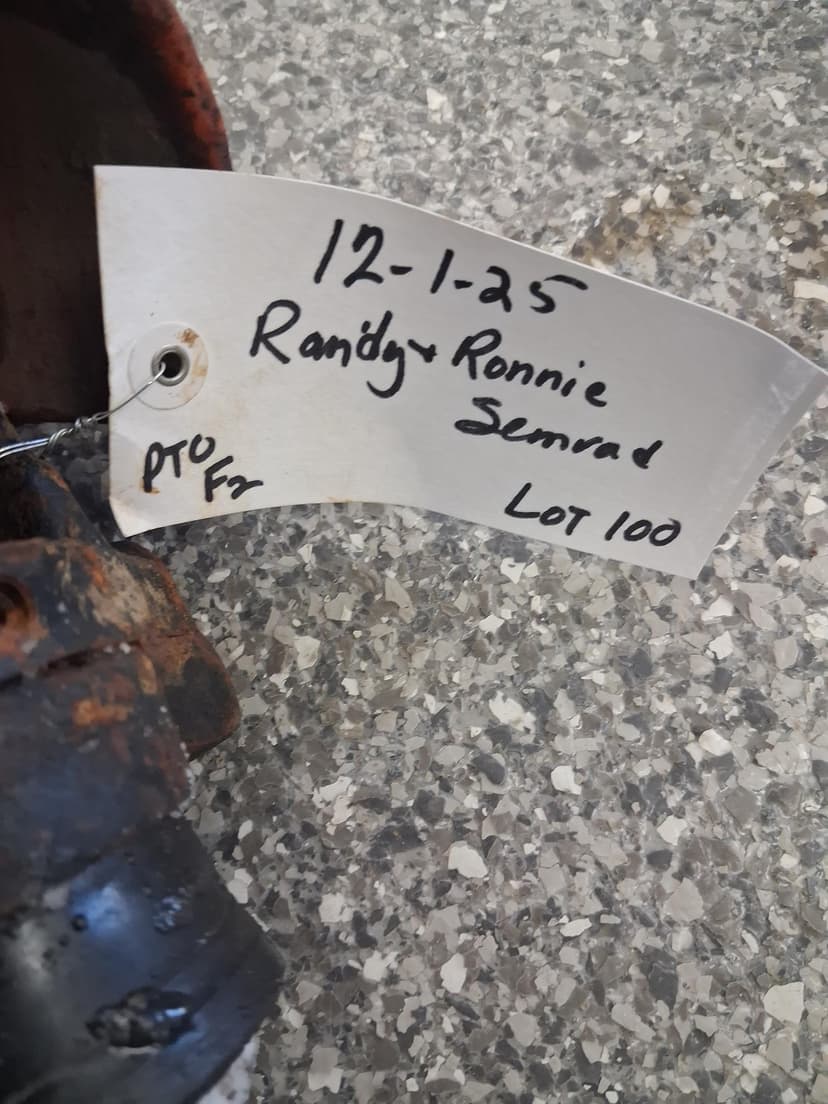 12-1-25
Randy + Ronnie
Semrad
LOT 100
PTO
Fr